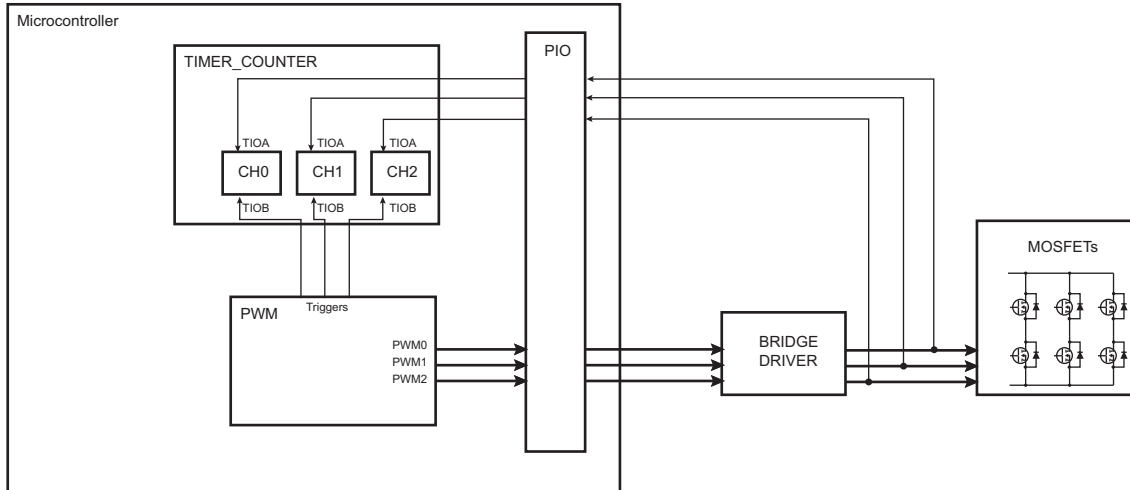 Microcontroller
PIO
TIMER_COUNTER
TIOA
TIOA
TIOA
CH0
CH1
CH2
TIOB
TIOB
TIOB
MOSFETs
Triggers
PWM
PWM0
PWM1
PWM2
BRIDGE
DRIVER